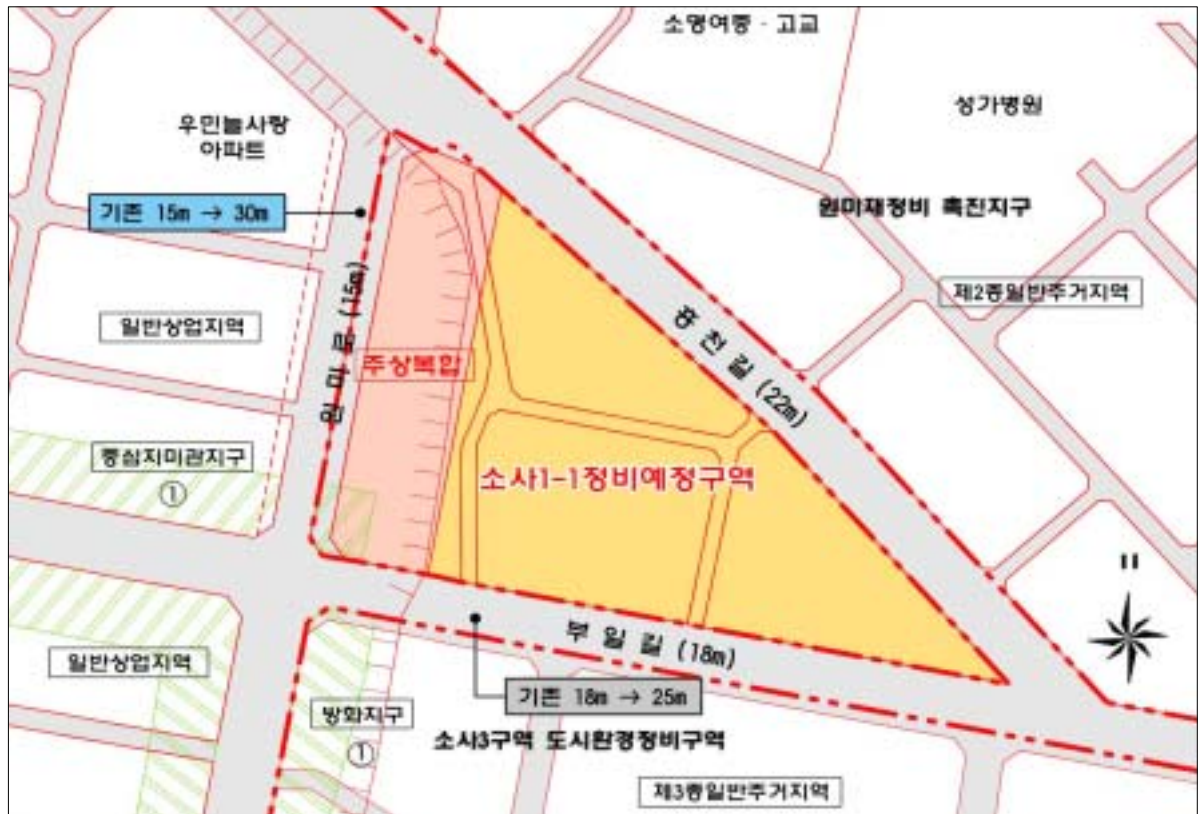 소명여중 · 고교
성가병원
우민늘사랑
아파트
기존 15m → 30m
원미재정비 촉진지구
제2종일반주거지역
원미로 (15m)
일반상업지역
주상복합
흥천길 (22m)
중심지미관지구
①
소사1-1정비예정구역
부일길 (18m)
일반상업지역
기존 18m → 25m
방화지구
①
소사3구역 도시환경정비구역
제3종일반주거지역